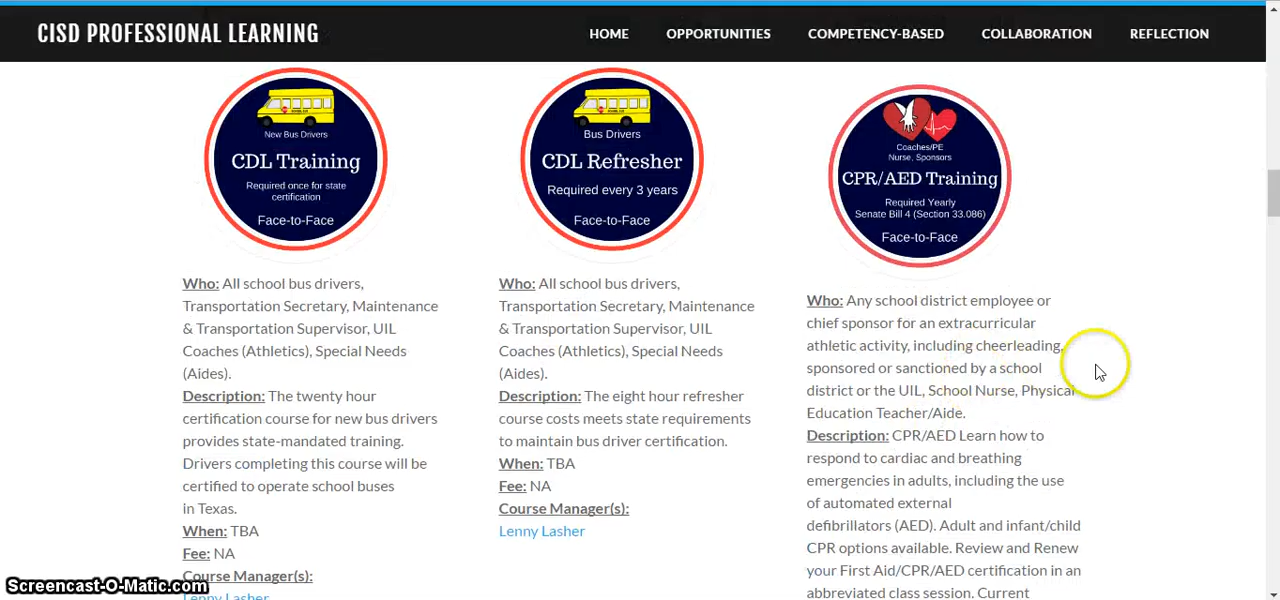 CISD PROFESSIONAL LEARNING
HOME
OPPORTUNITIES
COMPETENCY-BASED
COLLABORATION
REFLECTION
New Bus Drivers
CDL Training
Required once for state
certification
Face-to-Face
Who: All school bus drivers,
Transportation Secretary, Maintenance
& Transportation Supervisor, UIL
Coaches (Athletics), Special Needs
(Aides).
Description: The twenty hour
certification course for new bus drivers
provides state-mandated training.
Drivers completing this course will be
certified to operate school buses
in Texas.
When: TBA
Fee: NA
Course Manager(s):
Lenny Lasher
Bus Drivers
CDL Refresher
Required every 3 years
Face-to-Face
Who: All school bus drivers,
Transportation Secretary, Maintenance
& Transportation Supervisor, UIL
Coaches (Athletics), Special Needs
(Aides).
Description: The eight hour refresher
course costs meets state requirements
to maintain bus driver certification.
When: TBA
Fee: NA
Course Manager(s):
Lenny Lasher
Coaches/PE
Nurse, Sponsors
CPR/AED Training
Required Yearly
Senate Bill 4 (Section 33.086)
Face-to-Face
Who: Any school district employee or
chief sponsor for an extracurricular
athletic activity, including cheerleading,
sponsored or sanctioned by a school
district or the UIL, School Nurse, Physical
Education Teacher/Aide.
Description: CPR/AED Learn how to
respond to cardiac and breathing
emergencies in adults, including the use
of automated external
defibrillators (AED). Adult and infant/child
CPR options available. Review and Renew
your First Aid/CPR/AED certification in an
abbreviated class session. Current
Screencast-O-Matic.com